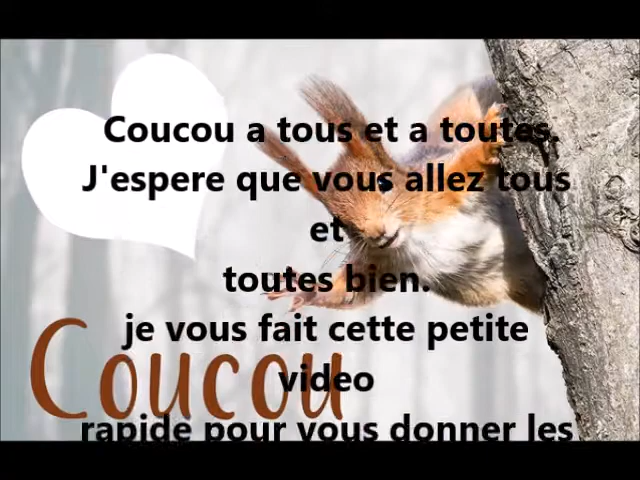 Coucou a tous et a toutes.
J'espere que vous allez tous
et
toutes bien.
je vous fait cette petite
video
rapide pour vous donner les
Coucou